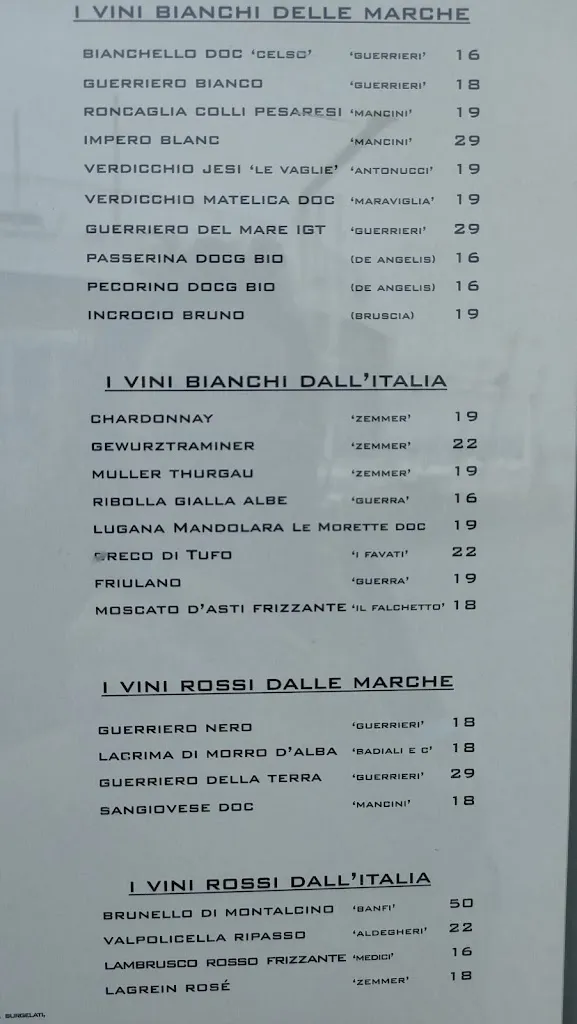 I VINI BIANCHI DELLE MARCHE
BIANCHELLO DOC 'CELSO' 'GUERRIERI' 16
GUERRIERO BIANCO 'GUERRIERI' 18
RONCAGLIA COLLI PESARESI 'MANCINI' 19
IMPERO BLANC 'MANCINI' 29
VERDICCHIO JESI 'LE VAGLIE' 'ANTONUCCI' 19
VERDICCHIO MATELICA DOC 'MARAVIGLIA' 19
GUERRIERO DEL MARE IGT 'GUERRIERI' 29
PASSERINA DOCG BIO (DE ANGELIS) 16
PECORINO DOCG BIO (DE ANGELIS) 16
INCROCIO BRUNO (BRUSCIA) 19
I VINI BIANCHI DALL'ITALIA
CHARDONNAY 'ZEMMER' 19
GEWURZTRAMINER 'ZEMMER' 22
MULLER THURGAU 'ZEMMER' 19
RIBOLLA GIALLA ALBE 'GUERRA' 16
LUGANA MANDOLARA LE MORETTE DOC 19
GRECO DI TUFO 'I FAVATI' 22
FRIULANO 'GUERRA' 19
MOSCATO D'ASTI FRIZZANTE 'IL FALCHETTO' 18
I VINI ROSSI DALLE MARCHE
GUERRIERO NERO 'GUERRIERI' 18
LACRIMA DI MORRO D'ALBA 'BADIALI E C' 18
GUERRIERO DELLA TERRA 'GUERRIERI' 29
SANGIOVESE DOC 'MANCINI' 18
I VINI ROSSI DALL'ITALIA
BRUNELLO DI MONTALCINO 'BANFI' 50
VALPOLICELLA RIPASSO 'ALDEGHERI' 22
LAMBRUSCO ROSSO FRIZZANTE 'MEDICI' 16
LAGREIN ROSÉ 'ZEMMER' 18
SURGELATI,